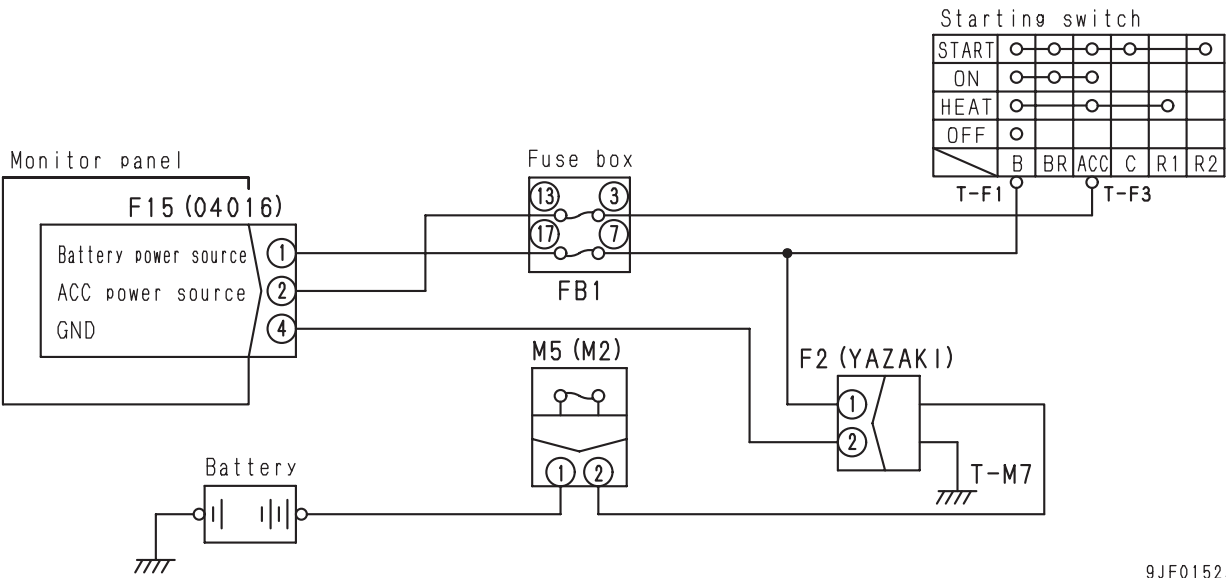 Starting switch
START
ON
HEAT
OFF
B BR ACC C R1 R2
T-F1 T-F3
Monitor panel
F15 (04016)
Battery power source 1
ACC power source 2
GND 4
Fuse box
13 3
17 7
FB1
M5 (M2)
1 2
F2 (YAZAKI)
1
2
T-M7
Battery
9JF0152